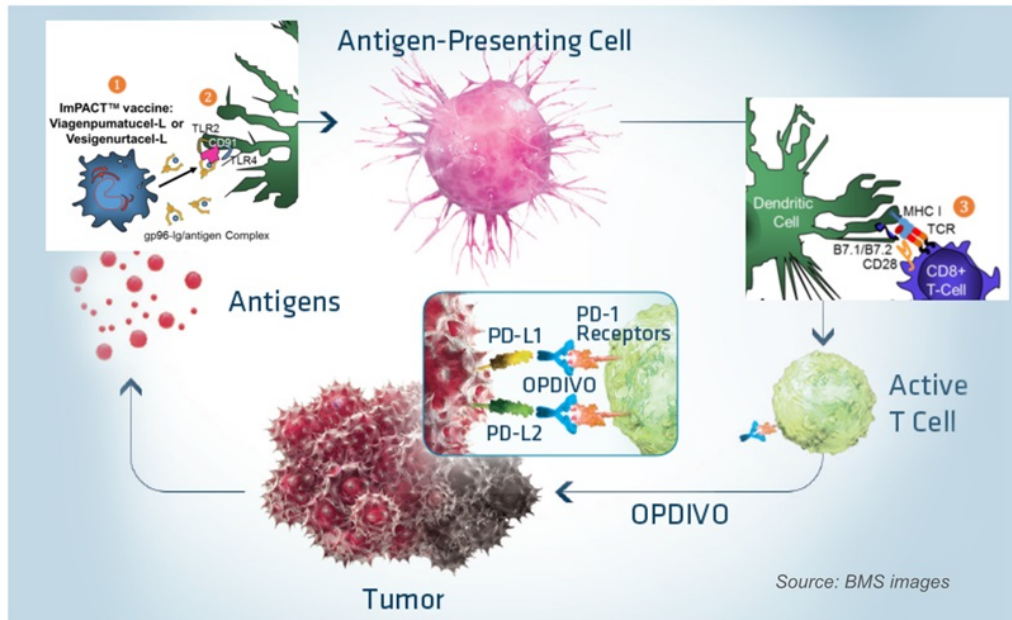 Antigen-Presenting Cell
1
ImPACT™ vaccine:
Viagenpumatucel-L or
Vesigenurtacel-L
2
TLR2
CD91
TLR4
gp96-Ig/antigen Complex
Dendritic
Cell
3
MHC I
TCR
B7.1/B7.2
CD28
CD8+
T-Cell
Antigens
PD-L1
PD-1
Receptors
OPDIVO
PD-L2
Active
T Cell
OPDIVO
Tumor
Source: BMS images